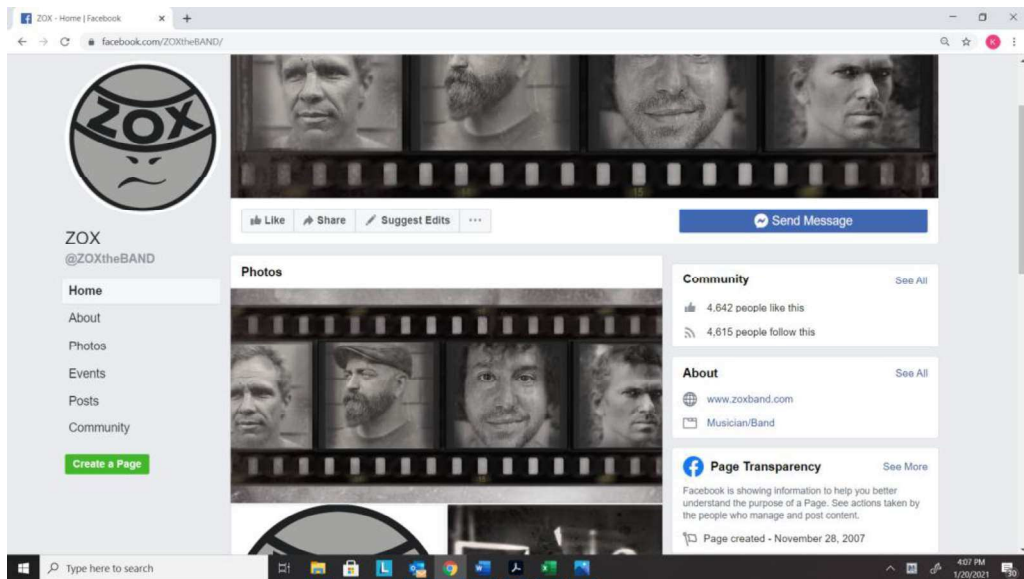 ZOX - Home | Facebook
facebook.com/ZOXtheBAND/
K
ZOX
ZOX
@ZOXtheBAND
Home
About
Photos
Events
Posts
Community
Create a Page
Like
Share
Suggest Edits
Send Message
Photos
Community
See All
4,642 people like this
4,615 people follow this
About
See All
www.zoxband.com
Musician/Band
Page Transparency
See More
Facebook is showing information to help you better
understand the purpose of a Page. See actions taken by
the people who manage and post content.
Page created - November 28, 2007
Type here to search
4:07 PM
1/20/2021